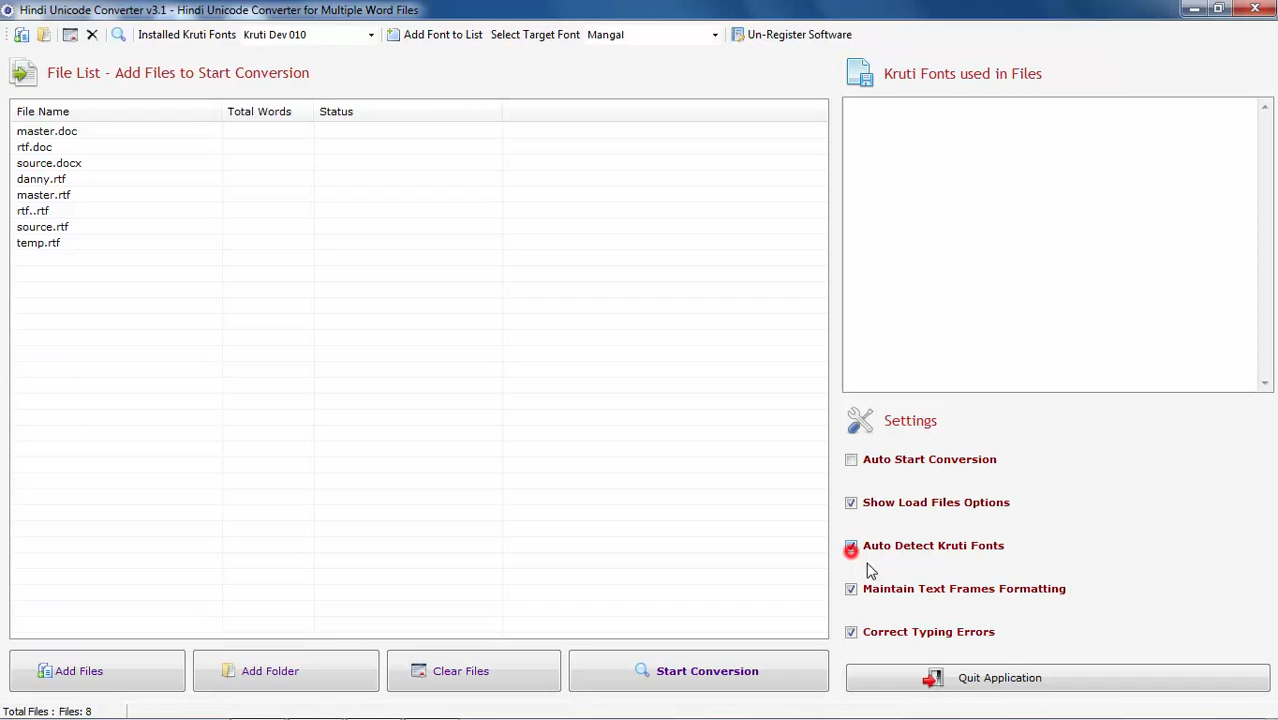 Hindi Unicode Converter v3.1 - Hindi Unicode Converter for Multiple Word Files
Installed Kruti Fonts Kruti Dev 010 Add Font to List Select Target Font Mangal Un-Register Software
File List - Add Files to Start Conversion
Kruti Fonts used in Files
File Name Total Words Status
master.doc
rtf.doc
source.docx
danny.rtf
master.rtf
rtf..rtf
source.rtf
temp.rtf
Settings
Auto Start Conversion
Show Load Files Options
Auto Detect Kruti Fonts
Maintain Text Frames Formatting
Correct Typing Errors
Add Files Add Folder Clear Files Start Conversion Quit Application
Total Files : Files: 8